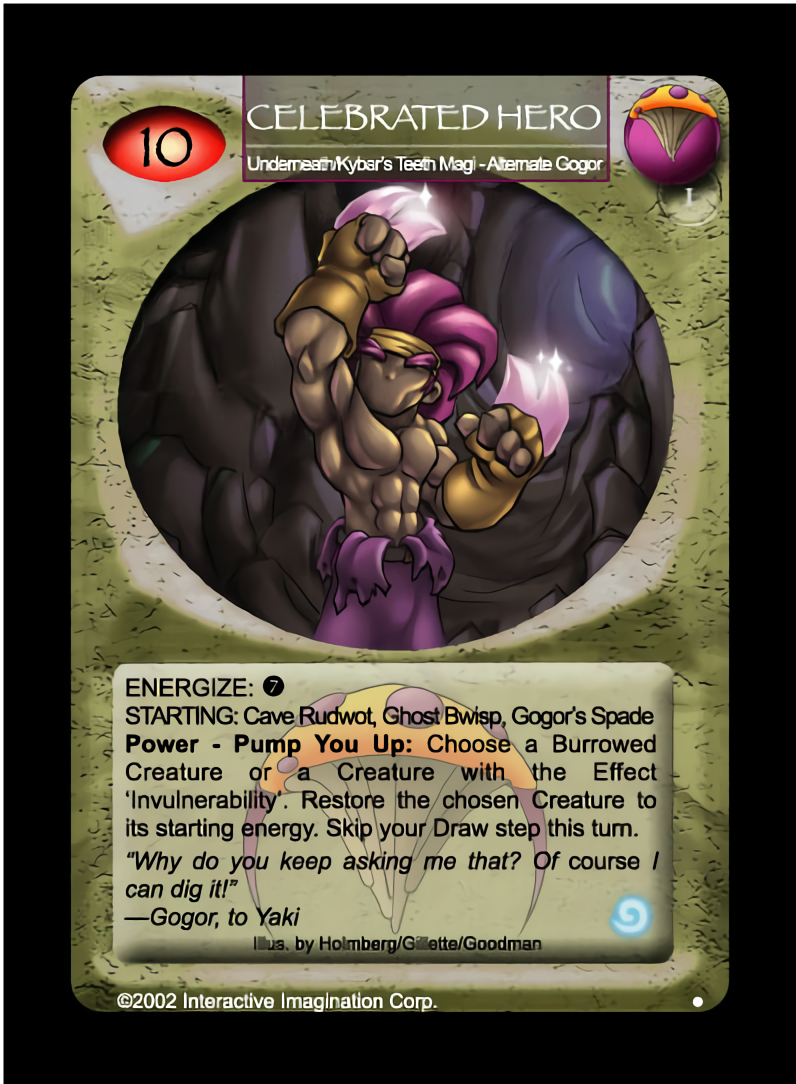 10
CELEBRATED HERO
Underneath/Kybar's Teeth Magi - Alternate Gogor
1
ENERGIZE: 7
STARTING: Cave Rudwot, Ghost Bwisp, Gogor's Spade
Power - Pump You Up: Choose a Burrowed
Creature or a Creature with the Effect
'Invulnerability'. Restore the chosen Creature to
its starting energy. Skip your Draw step this turn.
"Why do you keep asking me that? Of course I
can dig it!"
—Gogor, to Yaki
Illus. by Holmberg/Gillette/Goodman
©2002 Interactive Imagination Corp.